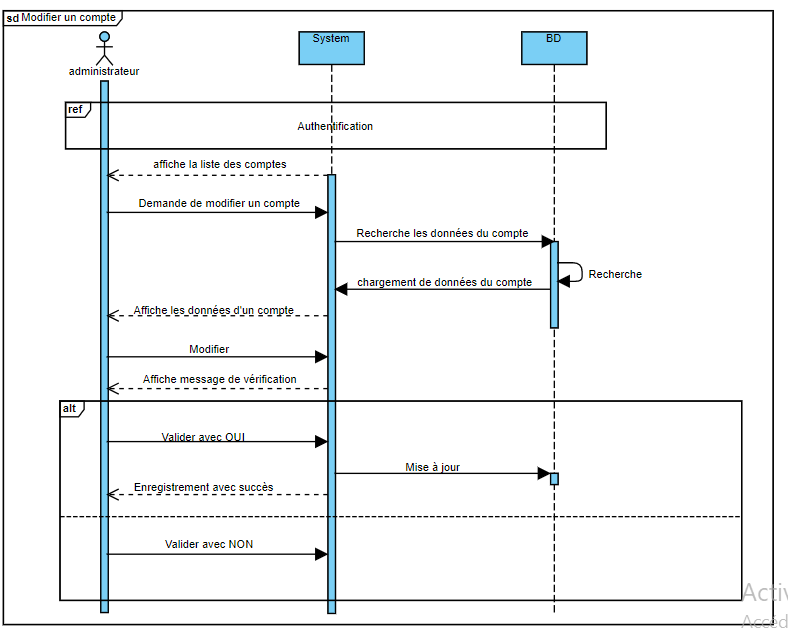 sd Modifier un compte
System
BD
administrateur
ref
Authentification
affiche la liste des comptes
Demande de modifier un compte
Recherche les données du compte
Recherche
chargement de données du compte
Affiche les données d'un compte
Modifier
Affiche message de vérification
alt
Valider avec OUI
Mise à jour
Enregistrement avec succès
Valider avec NON
Activ
Accéd